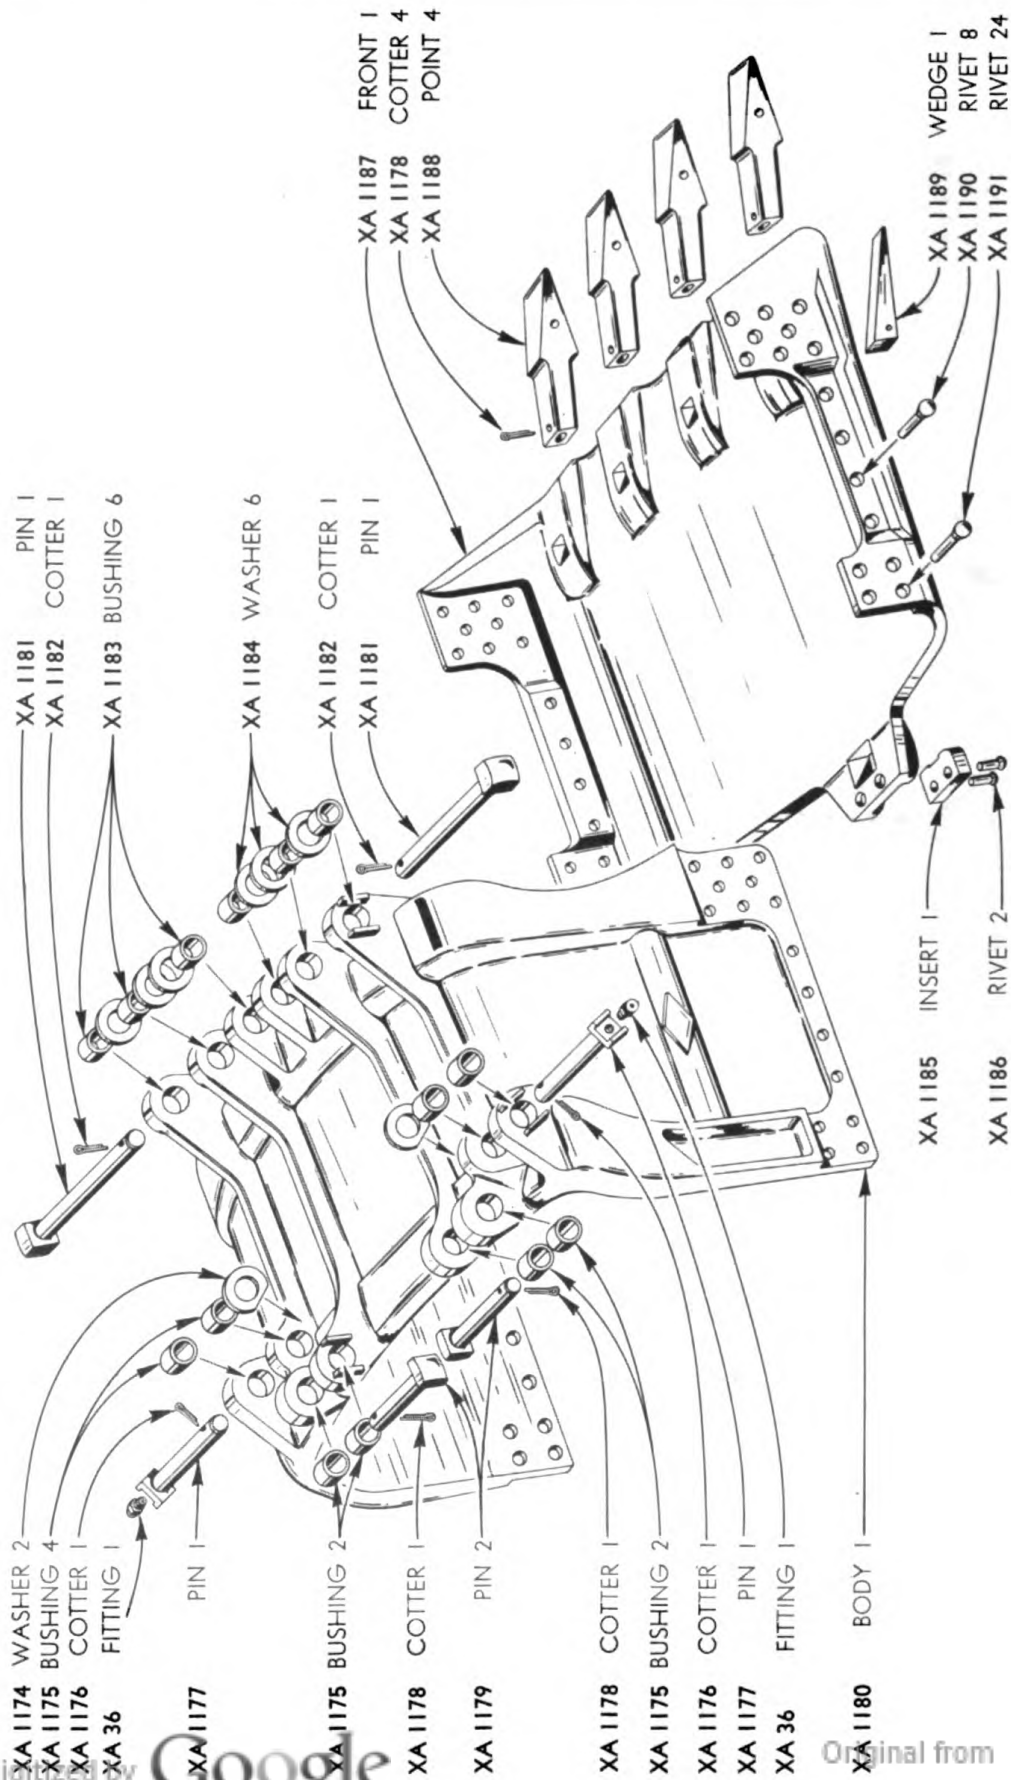 XA 1174 WASHER 2
XA 1175 BUSHING 4
XA 1176 COTTER 1
XA 36 FITTING 1
XA 1177 PIN 1
XA 1175 BUSHING 2
XA 1178 COTTER 1
XA 1179 PIN 2
XA 1178 COTTER 1
XA 1175 BUSHING 2
XA 1176 COTTER 1
XA 1177 PIN 1
XA 36 FITTING 1
XA 1180 BODY 1
XA 1181 PIN 1
XA 1182 COTTER 1
XA 1183 BUSHING 6
XA 1184 WASHER 6
XA 1182 COTTER 1
XA 1181 PIN 1
XA 1185 INSERT 1
XA 1186 RIVET 2
XA 1187 FRONT 1
XA 1178 COTTER 4
XA 1188 POINT 4
XA 1189 WEDGE 1
XA 1190 RIVET 8
XA 1191 RIVET 24
Digitized by Google
Original from